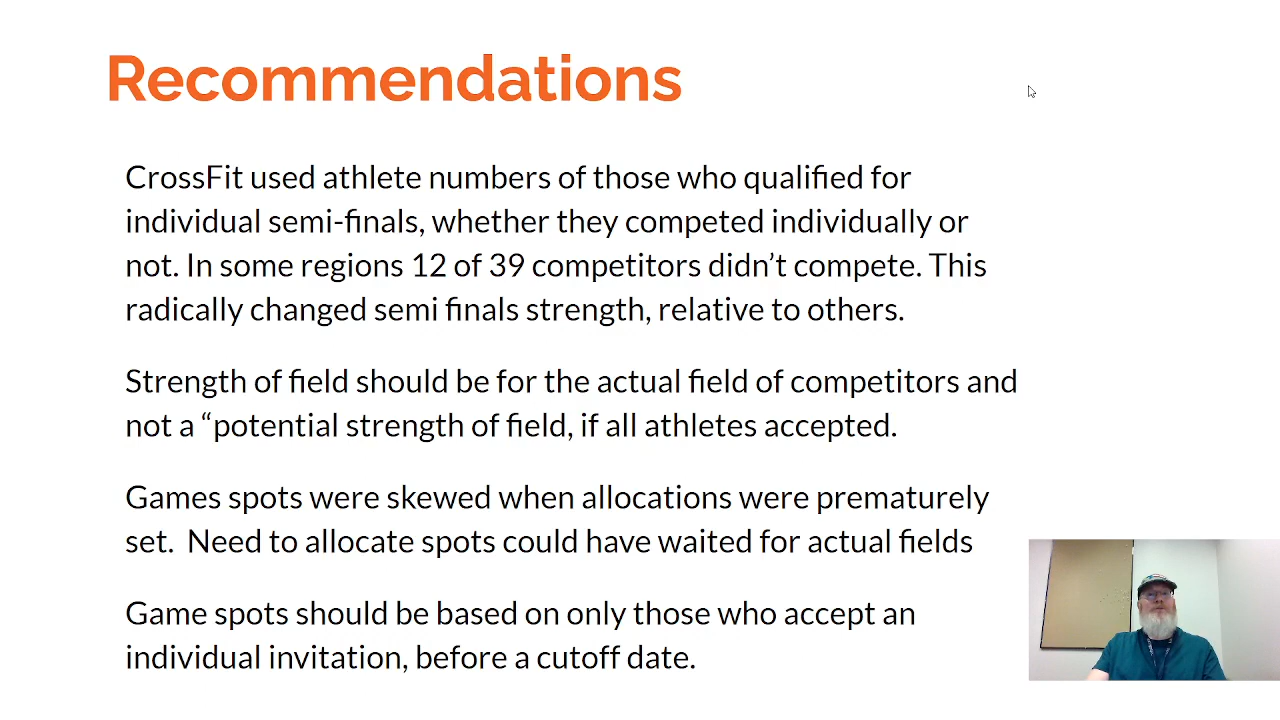 Recommendations
CrossFit used athlete numbers of those who qualified for
individual semi-finals, whether they competed individually or
not. In some regions 12 of 39 competitors didn’t compete. This
radically changed semi finals strength, relative to others.
Strength of field should be for the actual field of competitors and
not a “potential strength of field, if all athletes accepted.
Games spots were skewed when allocations were prematurely
set.  Need to allocate spots could have waited for actual fields
Game spots should be based on only those who accept an
individual invitation, before a cutoff date.